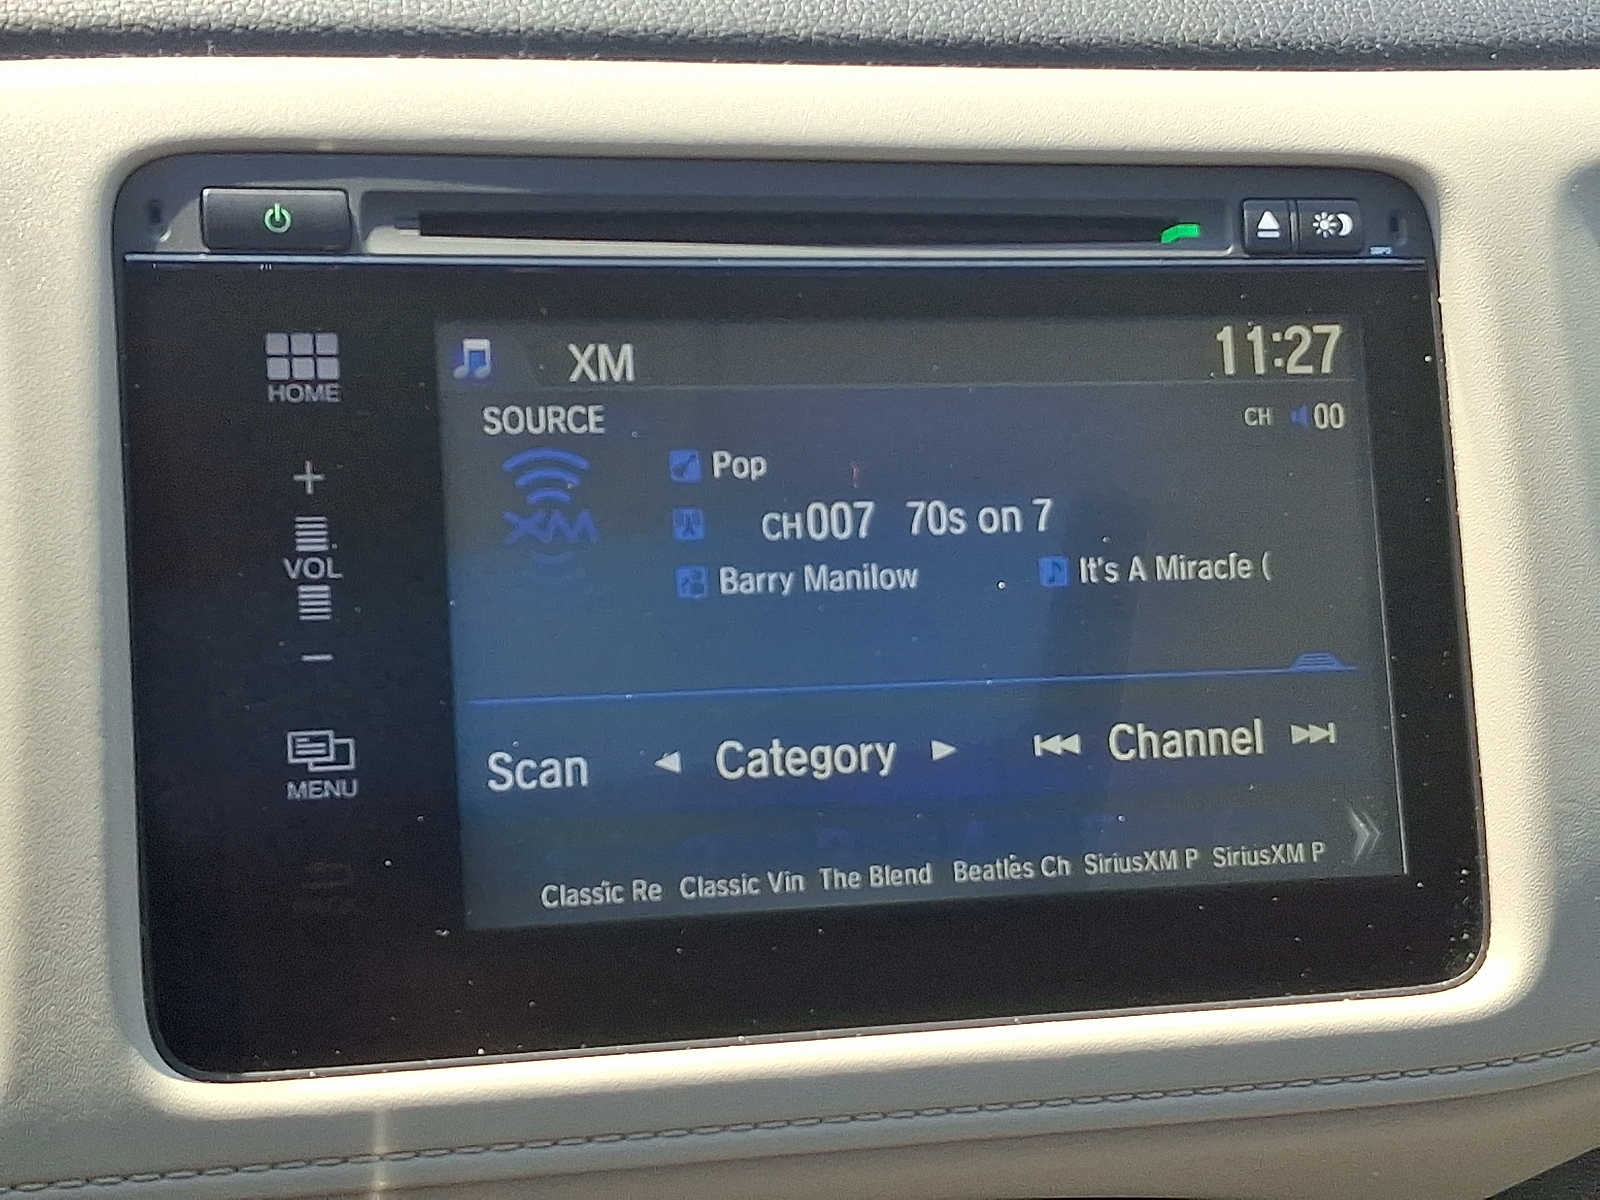 HOME
VOL
MENU
XM
11:27
SOURCE
CH 00
XM
Pop
CH007 70s on 7
Barry Manilow
It's A Miracle (
Scan
Category
Channel
Classic Re
Classic Vin
The Blend
Beatles Ch
SiriusXM P
SiriusXM P